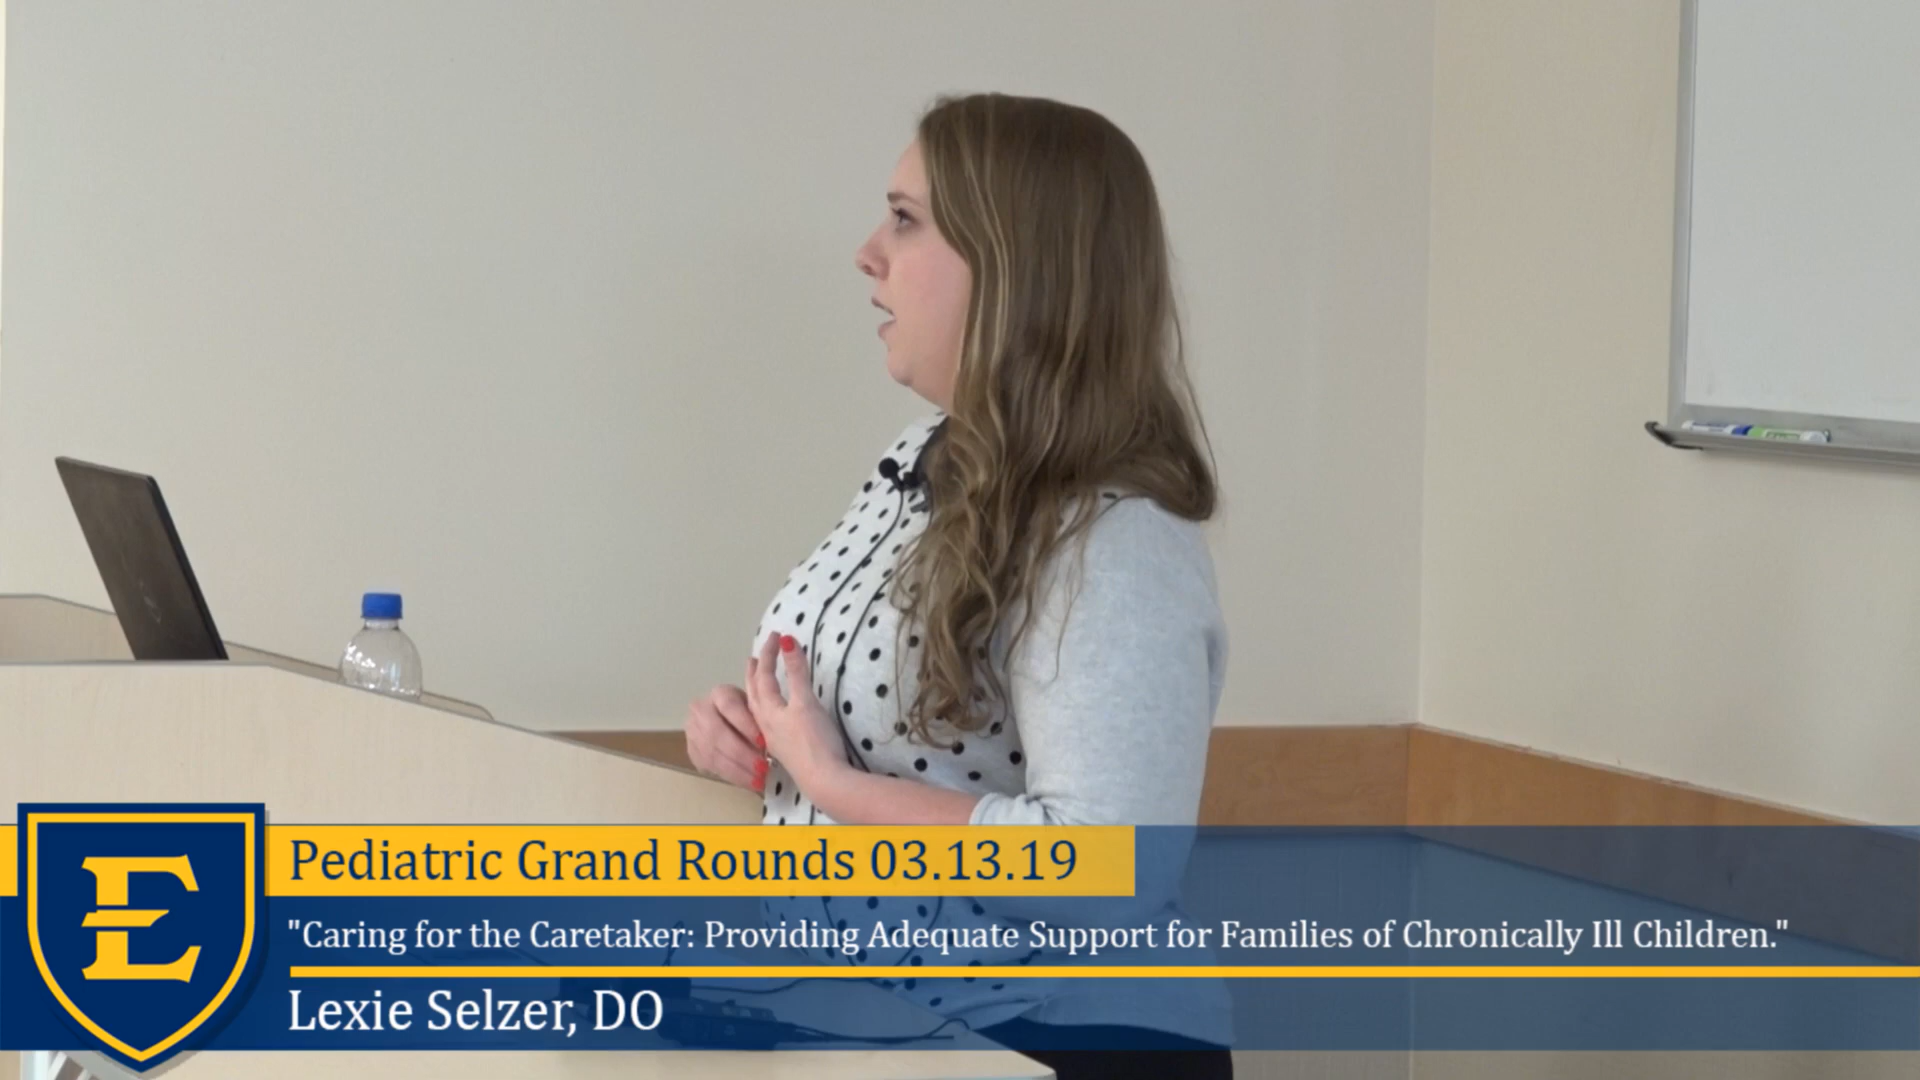 Pediatric Grand Rounds 03.13.19
"Caring for the Caretaker: Providing Adequate Support for Families of Chronically Ill Children."
E
Lexie Selzer, DO